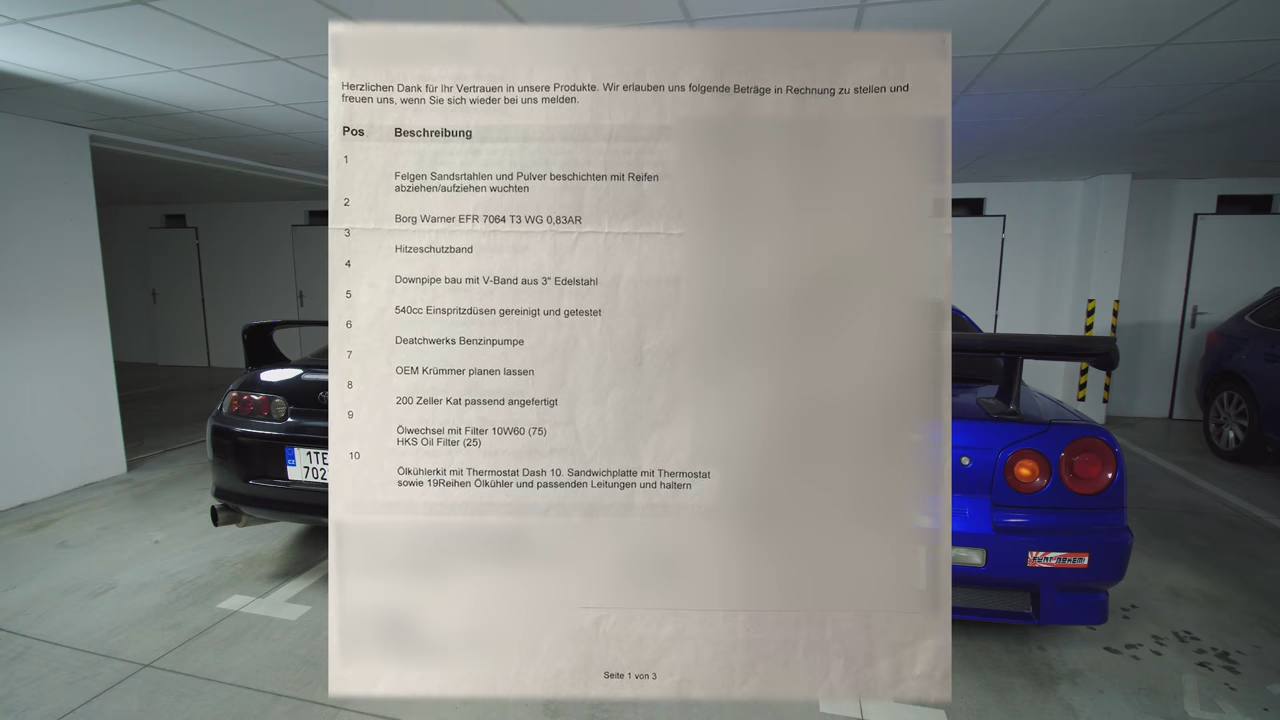 Herzlichen Dank für Ihr Vertrauen in unsere Produkte. Wir erlauben uns folgende Beträge in Rechnung zu stellen und
freuen uns, wenn Sie sich wieder bei uns melden.
Pos Beschreibung
1
Felgen Sandsrtahlen und Pulver beschichten mit Reifen
abziehen/aufziehen wuchten
2
Borg Warner EFR 7064 T3 WG 0,83AR
3
Hitzeschutzband
4
Downpipe bau mit V-Band aus 3" Edelstahl
5
540cc Einspritzdüsen gereinigt und getestet
6
Deatchwerks Benzinpumpe
7
OEM Krümmer planen lassen
8
200 Zeller Kat passend angefertigt
9
Ölwechsel mit Filter 10W60 (75)
HKS Oil Filter (25)
10
Ölkühlerkit mit Thermostat Dash 10. Sandwichplatte mit Thermostat
sowie 19Reihen Ölkühler und passenden Leitungen und haltern
Seite 1 von 3
1TE
702
CZ